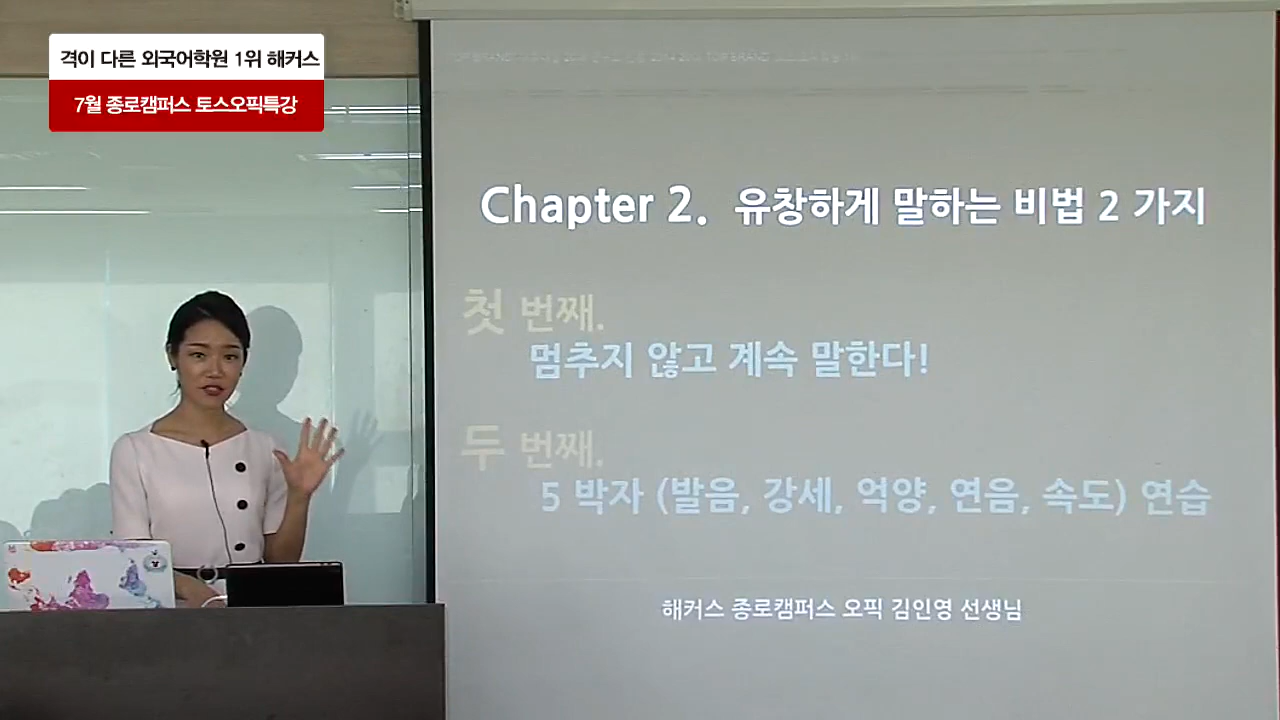 격이 다른 외국어학원 1위 해커스
7월 종로캠퍼스 토스오픽특강
Chapter 2. 유창하게 말하는 비법 2 가지
첫 번째.
멈추지 않고 계속 말한다!
두 번째.
5 박자 (발음, 강세, 억양, 연음, 속도) 연습
해커스 종로캠퍼스 오픽 김인영 선생님